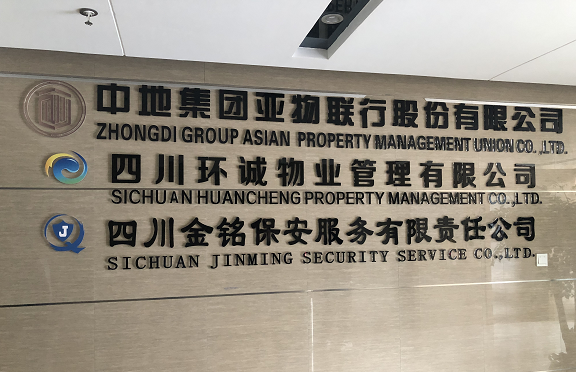 中地集团亚物联行股份有限公司
ZHONGDI GROUP ASIAN PROPERTY MANAGEMENT UNION CO.,LTD.
四川环诚物业管理有限公司
SICHUAN HUANCHENG PROPERTY MANAGEMENT CO.,LTD.
J
四川金铭保安服务有限责任公司
SICHUAN JINMING SECURITY SERVICE CO.,LTD.